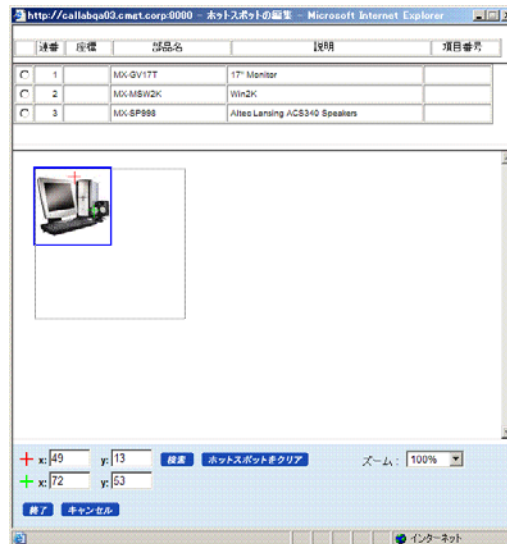 http://callabqa03.cmgt.corp:8080 - ホットスポットの編集 - Microsoft Internet Explorer
連番 座標 部品名 説明 項目番号
1 MX-GV17T 17" Monitor
2 MX-MSW2K Win2K
3 MX-SP998 Altec Lansing ACS340 Speakers
x: 49 y: 13 検索 ホットスポットをクリア ズーム: 100%
x: 72 y: 53
終了 キャンセル
インターネット